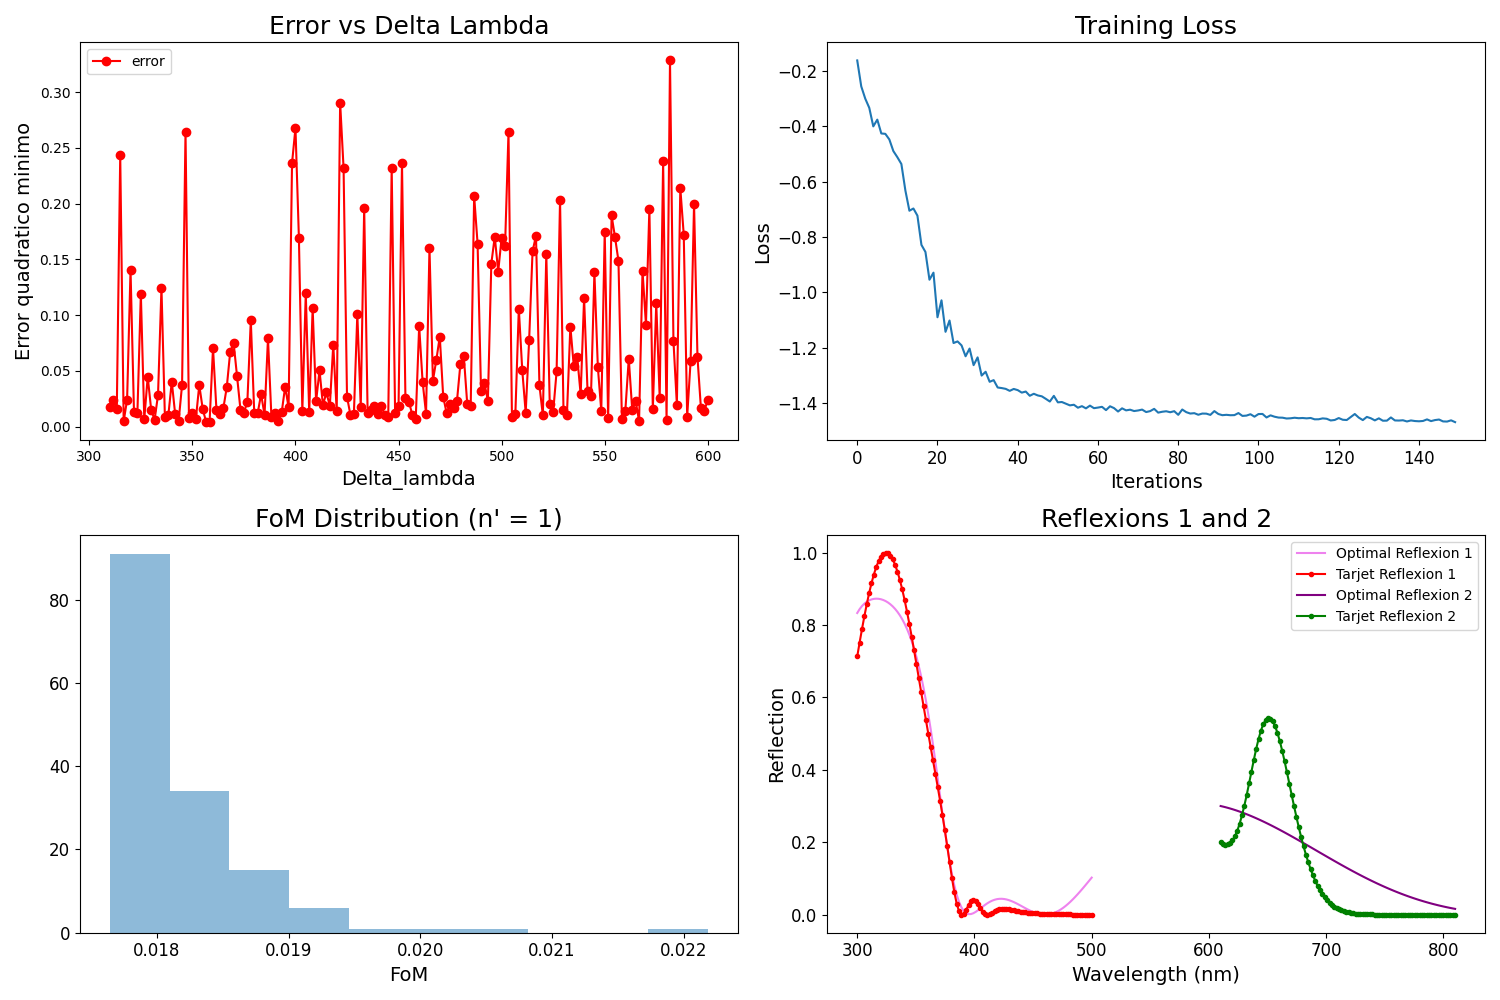 Error vs Delta Lambda
error
0.30
0.25
0.20
0.15
0.10
0.05
0.00
Error quadratico minimo
300 350 400 450 500 550 600
Delta_lambda
Training Loss
−0.2
−0.4
−0.6
−0.8
−1.0
−1.2
−1.4
Loss
0 20 40 60 80 100 120 140
Iterations
FoM Distribution (n' = 1)
80
60
40
20
0
0.018 0.019 0.020 0.021 0.022
FoM
Reflexions 1 and 2
Optimal Reflexion 1
Tarjet Reflexion 1
Optimal Reflexion 2
Tarjet Reflexion 2
1.0
0.8
0.6
0.4
0.2
0.0
Reflection
300 400 500 600 700 800
Wavelength (nm)